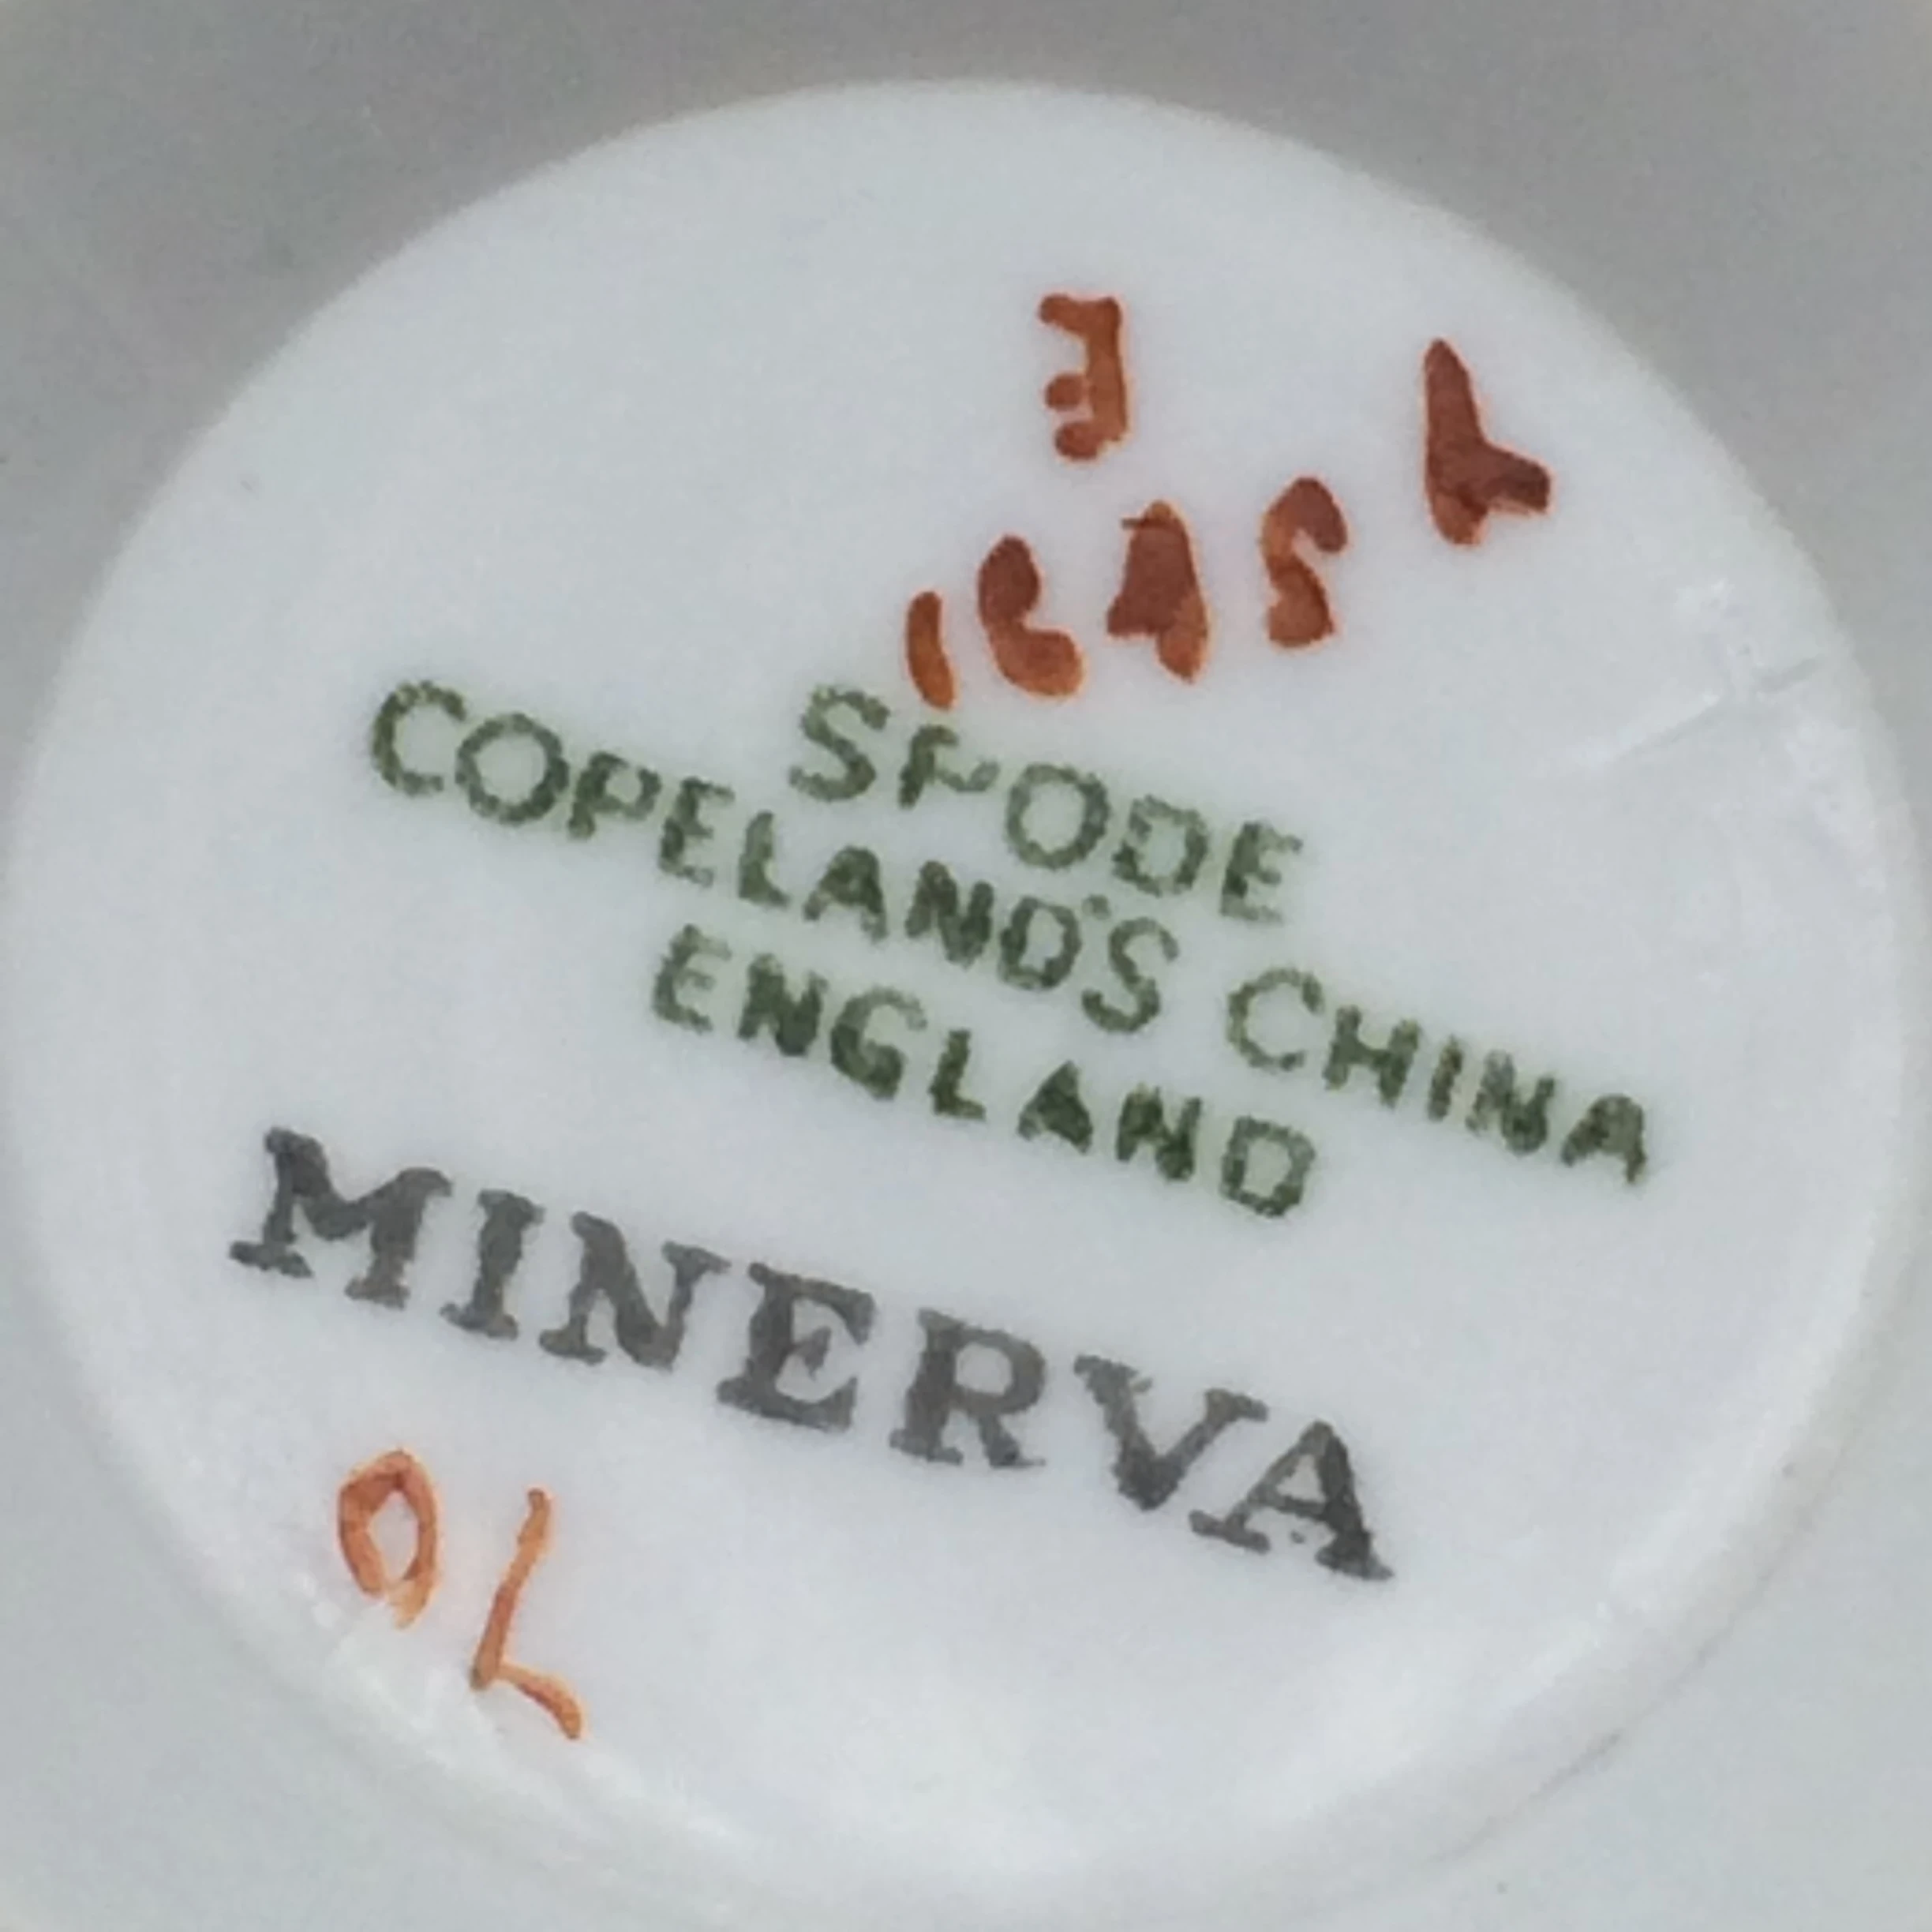 SPODE
COPELAND'S CHINA
ENGLAND
MINERVA